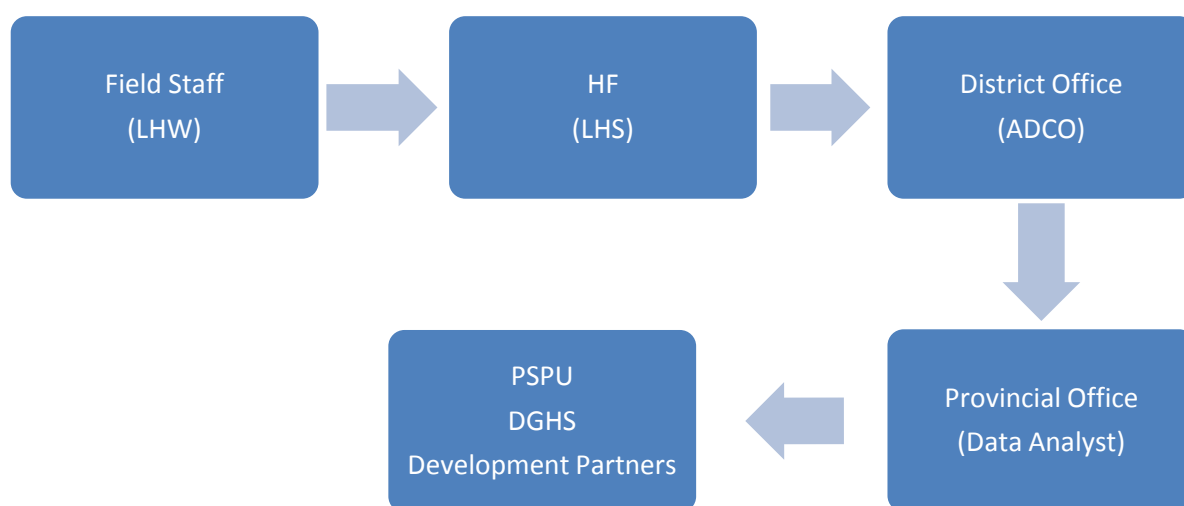 Field Staff
(LHW)
HF
(LHS)
District Office
(ADCO)
Provincial Office
(Data Analyst)
PSPU
DGHS
Development Partners